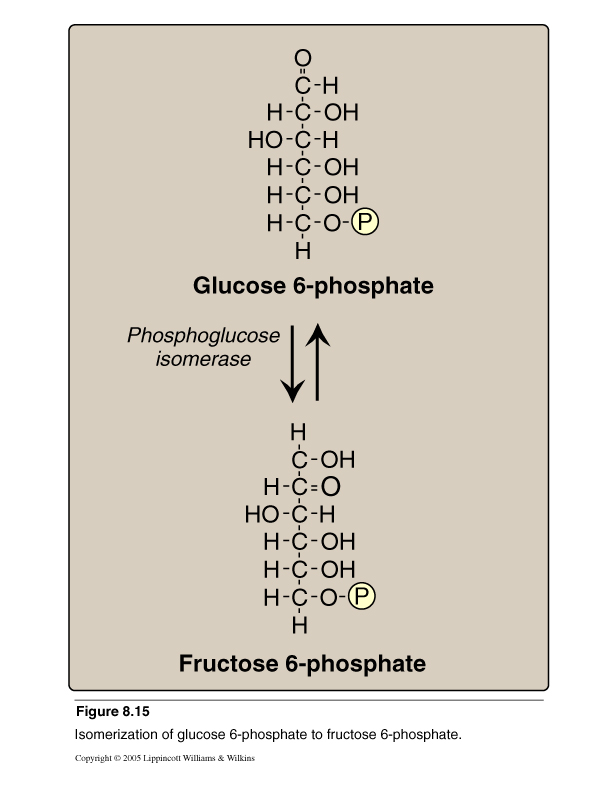 O
C-H
H-C-OH
HO-C-H
H-C-OH
H-C-OH
H-C-O-P
H
Glucose 6-phosphate
Phosphoglucose
isomerase
H
C-OH
H-C=O
HO-C-H
H-C-OH
H-C-OH
H-C-O-P
H
Fructose 6-phosphate
Figure 8.15
Isomerization of glucose 6-phosphate to fructose 6-phosphate.
Copyright © 2005 Lippincott Williams & Wilkins